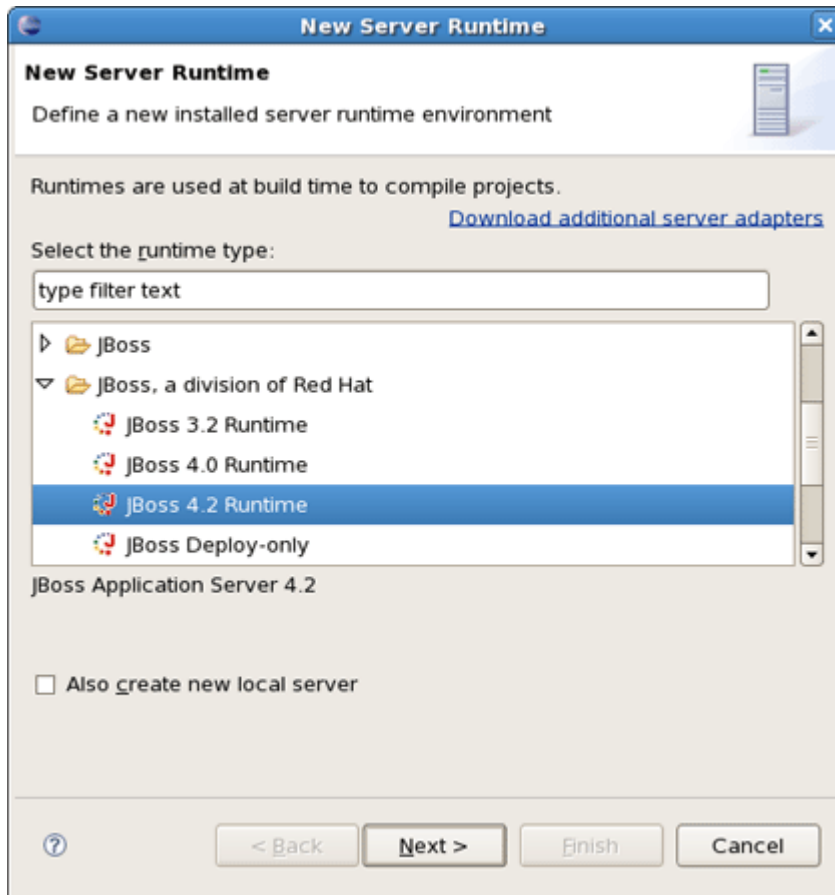 New Server Runtime
New Server Runtime
Define a new installed server runtime environment
Runtimes are used at build time to compile projects.
Download additional server adapters
Select the runtime type:
type filter text
JBoss
JBoss, a division of Red Hat
JBoss 3.2 Runtime
JBoss 4.0 Runtime
JBoss 4.2 Runtime
JBoss Deploy-only
JBoss Application Server 4.2
Also create new local server
? < Back Next > Finish Cancel